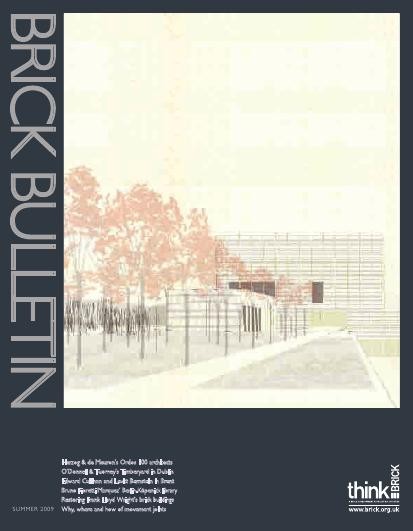 BRICK BULLETIN
Herzog & de Meuron's Ordos 100 architects
O'Donnell & Tuomey's Timberyard in Dublin
Edward Cullinan and Levitt Bernstein in Brent
Bruno Fioretti Marquez' Berlin-Köpenick library
Restoring Frank Lloyd Wright's brick buildings
Why, where and how of movement joints
SUMMER 2009
think BRICK
www.brick.org.uk